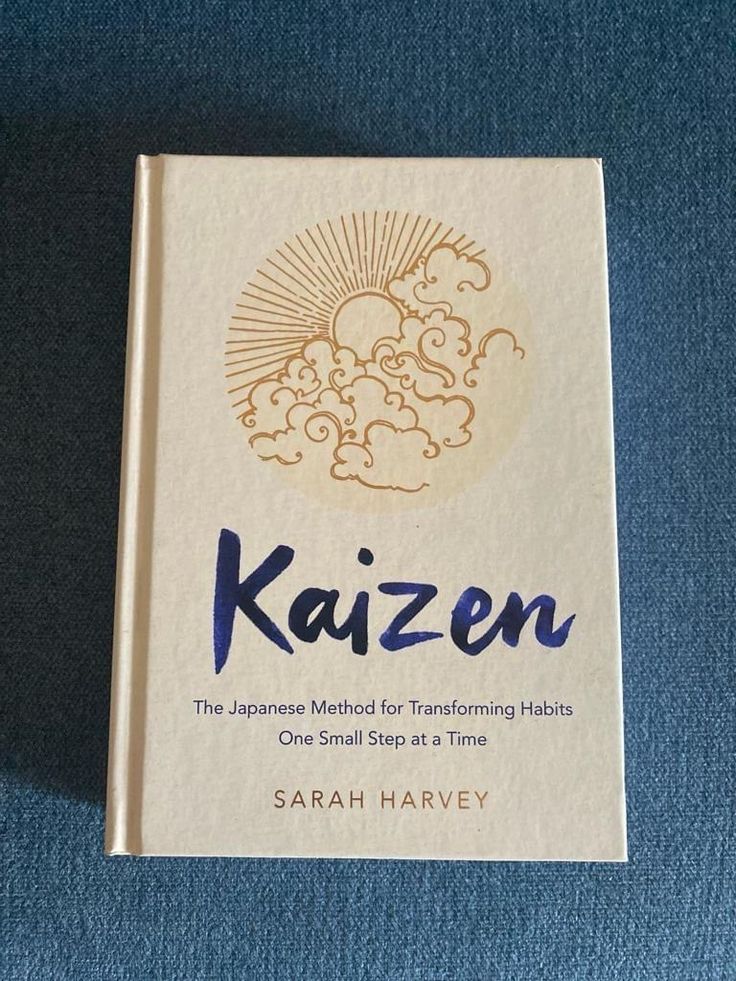 Kaizen
The Japanese Method for Transforming Habits
One Small Step at a Time
SARAH HARVEY